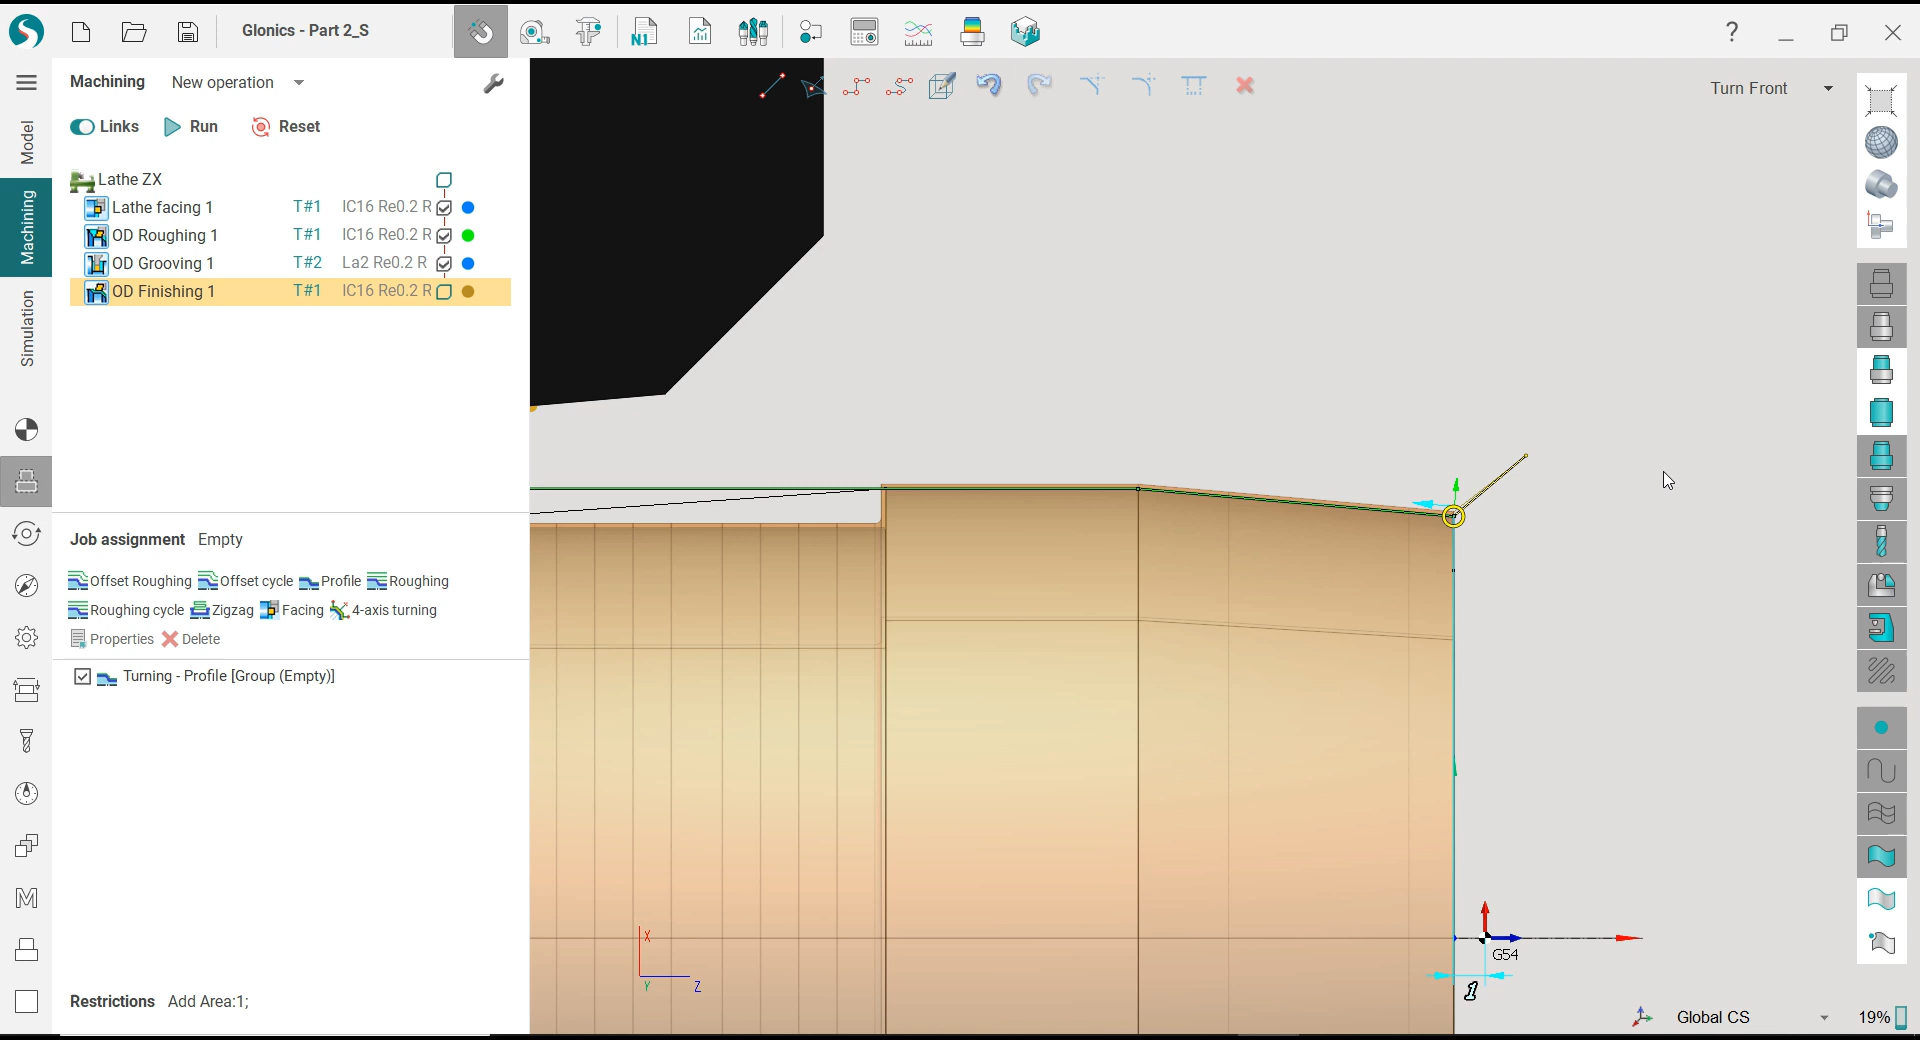 Glonics - Part 2_S
N1
?
Machining New operation
Turn Front
Links Run Reset
Model
Machining
Simulation
Lathe ZX
Lathe facing 1 T#1 IC16 Re0.2 R
OD Roughing 1 T#1 IC16 Re0.2 R
OD Grooving 1 T#2 La2 Re0.2 R
OD Finishing 1 T#1 IC16 Re0.2 R
Job assignment Empty
Offset Roughing Offset cycle Profile Roughing
Roughing cycle Zigzag Facing 4-axis turning
Properties Delete
Turning - Profile [Group (Empty)]
M
X
Y Z
G54
1
Restrictions Add Area:1;
Global CS 19%